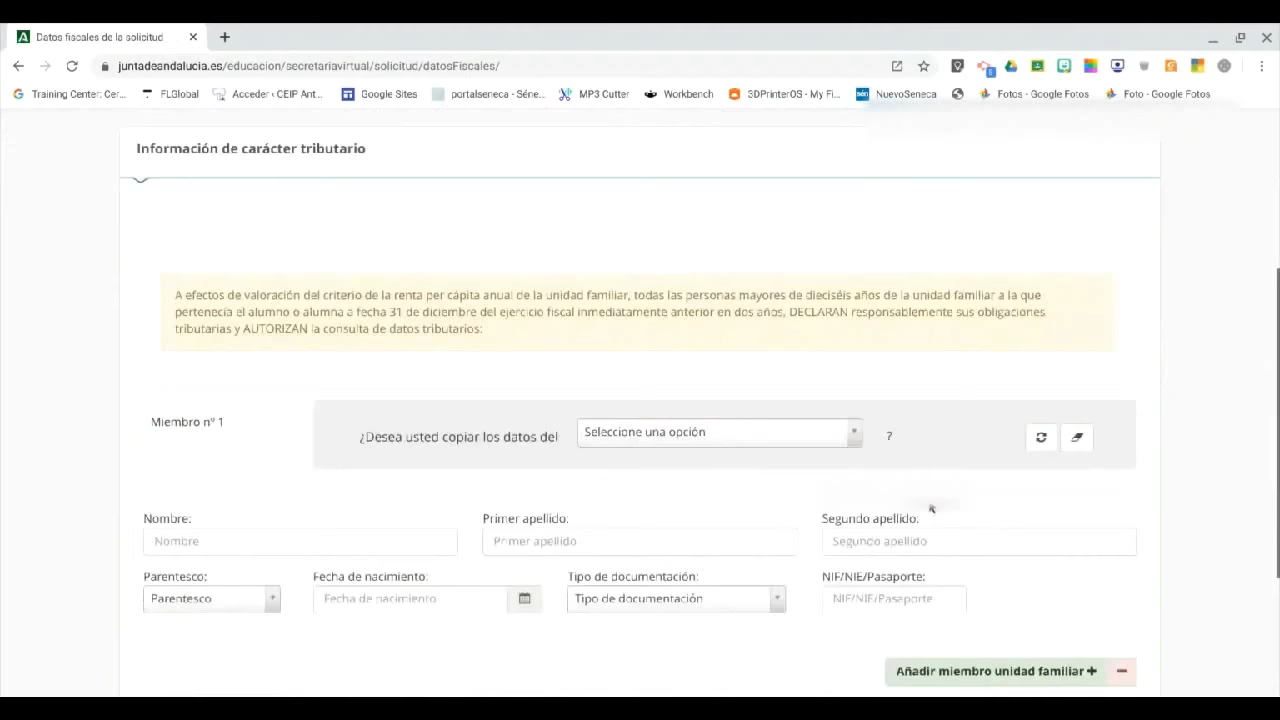 Datos fiscales de la solicitud
juntadeandalucia.es/educacion/secretariavirtual/solicitud/datosFiscales/
8
Training Center: Cer... FLGlobal Acceder ‹ CEIP Ant... Google Sites portalseneca - Séne... MP3 Cutter Workbench 3DPrinterOS - My Fi... NuevoSeneca Fotos - Google Fotos Foto - Google Fotos
Información de carácter tributario
A efectos de valoración del criterio de la renta per cápita anual de la unidad familiar, todas las personas mayores de dieciséis años de la unidad familiar a la que
pertenecía el alumno o alumna a fecha 31 de diciembre del ejercicio fiscal inmediatamente anterior en dos años, DECLARAN responsablemente sus obligaciones
tributarias y AUTORIZAN la consulta de datos tributarios:
Miembro nº 1
¿Desea usted copiar los datos del Seleccione una opción ?
Nombre: Primer apellido: Segundo apellido:
Nombre Primer apellido Segundo apellido
Parentesco: Fecha de nacimiento: Tipo de documentación: NIF/NIE/Pasaporte:
Parentesco Fecha de nacimiento Tipo de documentación NIF/NIE/Pasaporte
Añadir miembro unidad familiar +